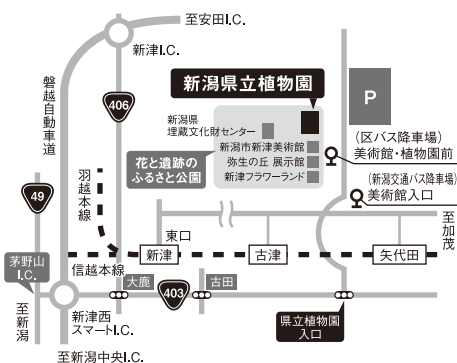 至安田I.C.
新津I.C.
磐越自動車道
406
新潟県立植物園
P
新潟県
埋蔵文化財センター
新潟市新津美術館
弥生の丘 展示館
新津フラワーランド
花と遺跡の
ふるさと公園
(区バス降車場)
美術館・植物園前
(新潟交通バス降車場)
美術館入口
49
羽越本線
東口
至加茂
新津
古津
矢代田
信越本線
茅野山
I.C.
大鹿
403
古田
至新潟
新津西
スマートI.C.
県立植物園
入口
至新潟中央I.C.